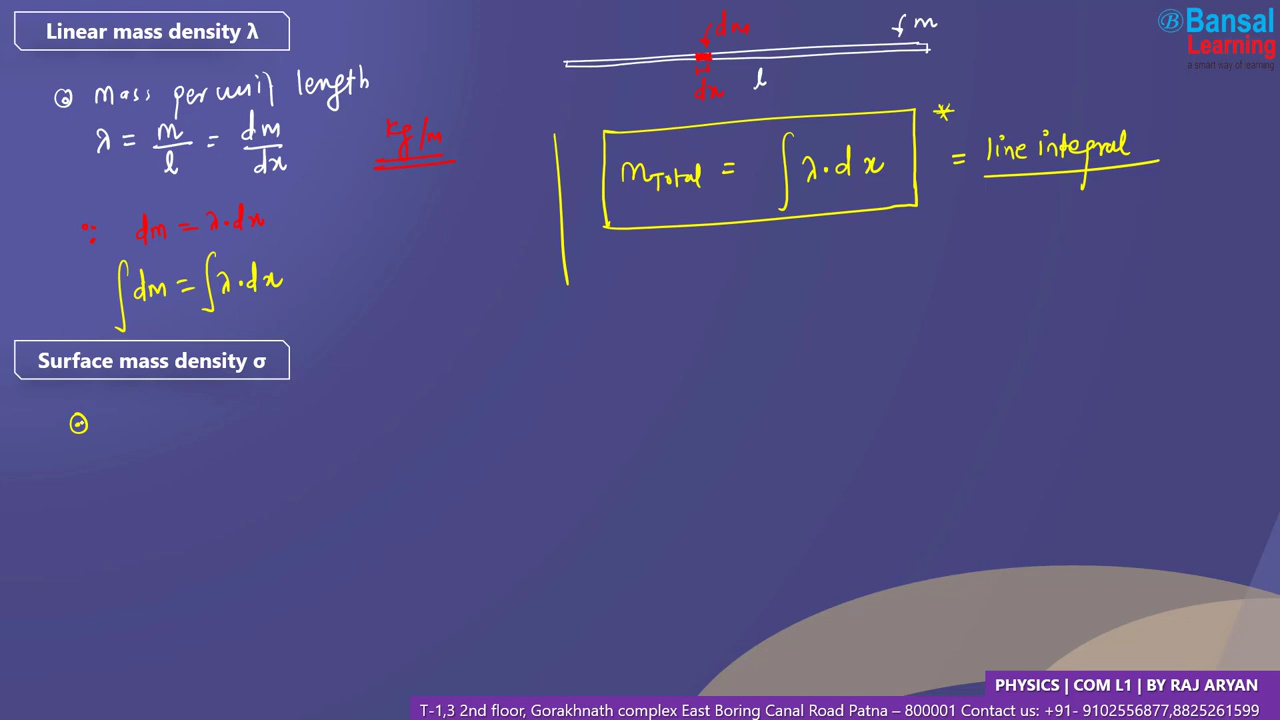 Linear mass density λ
mass per unit length
λ = m/l = dm/dx
kg/m
∵ dm = λ·dx
∫dm = ∫λ·dx
dm
m
dx
l
m_Total = ∫λ·dx * = line integral
Bansal
Learning
a smart way of learning
Surface mass density σ
PHYSICS | COM L1 | BY RAJ ARYAN
T-1,3 2nd floor, Gorakhnath complex East Boring Canal Road Patna – 800001 Contact us: +91- 9102556877,8825261599